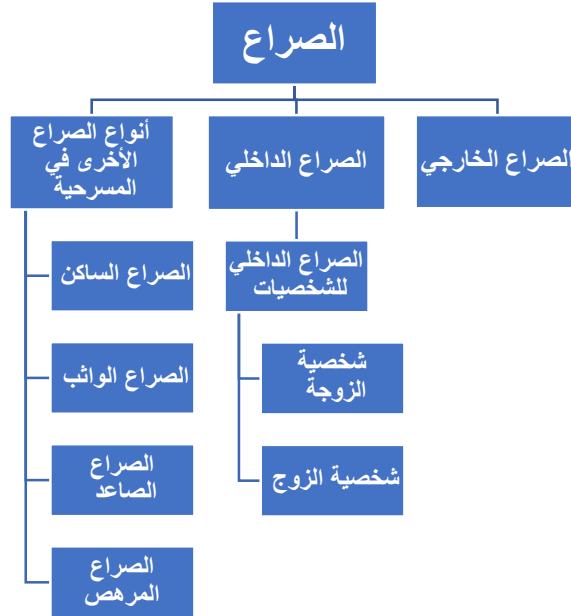 الصراع
الصراع الخارجي
الصراع الداخلي
الصراع الداخلي
للشخصيات
شخصية
الزوجة
شخصية الزوج
أنواع الصراع
الأخرى في
المسرحية
الصراع الساكن
الصراع الواثب
الصراع
الصاعد
الصراع
المرهص